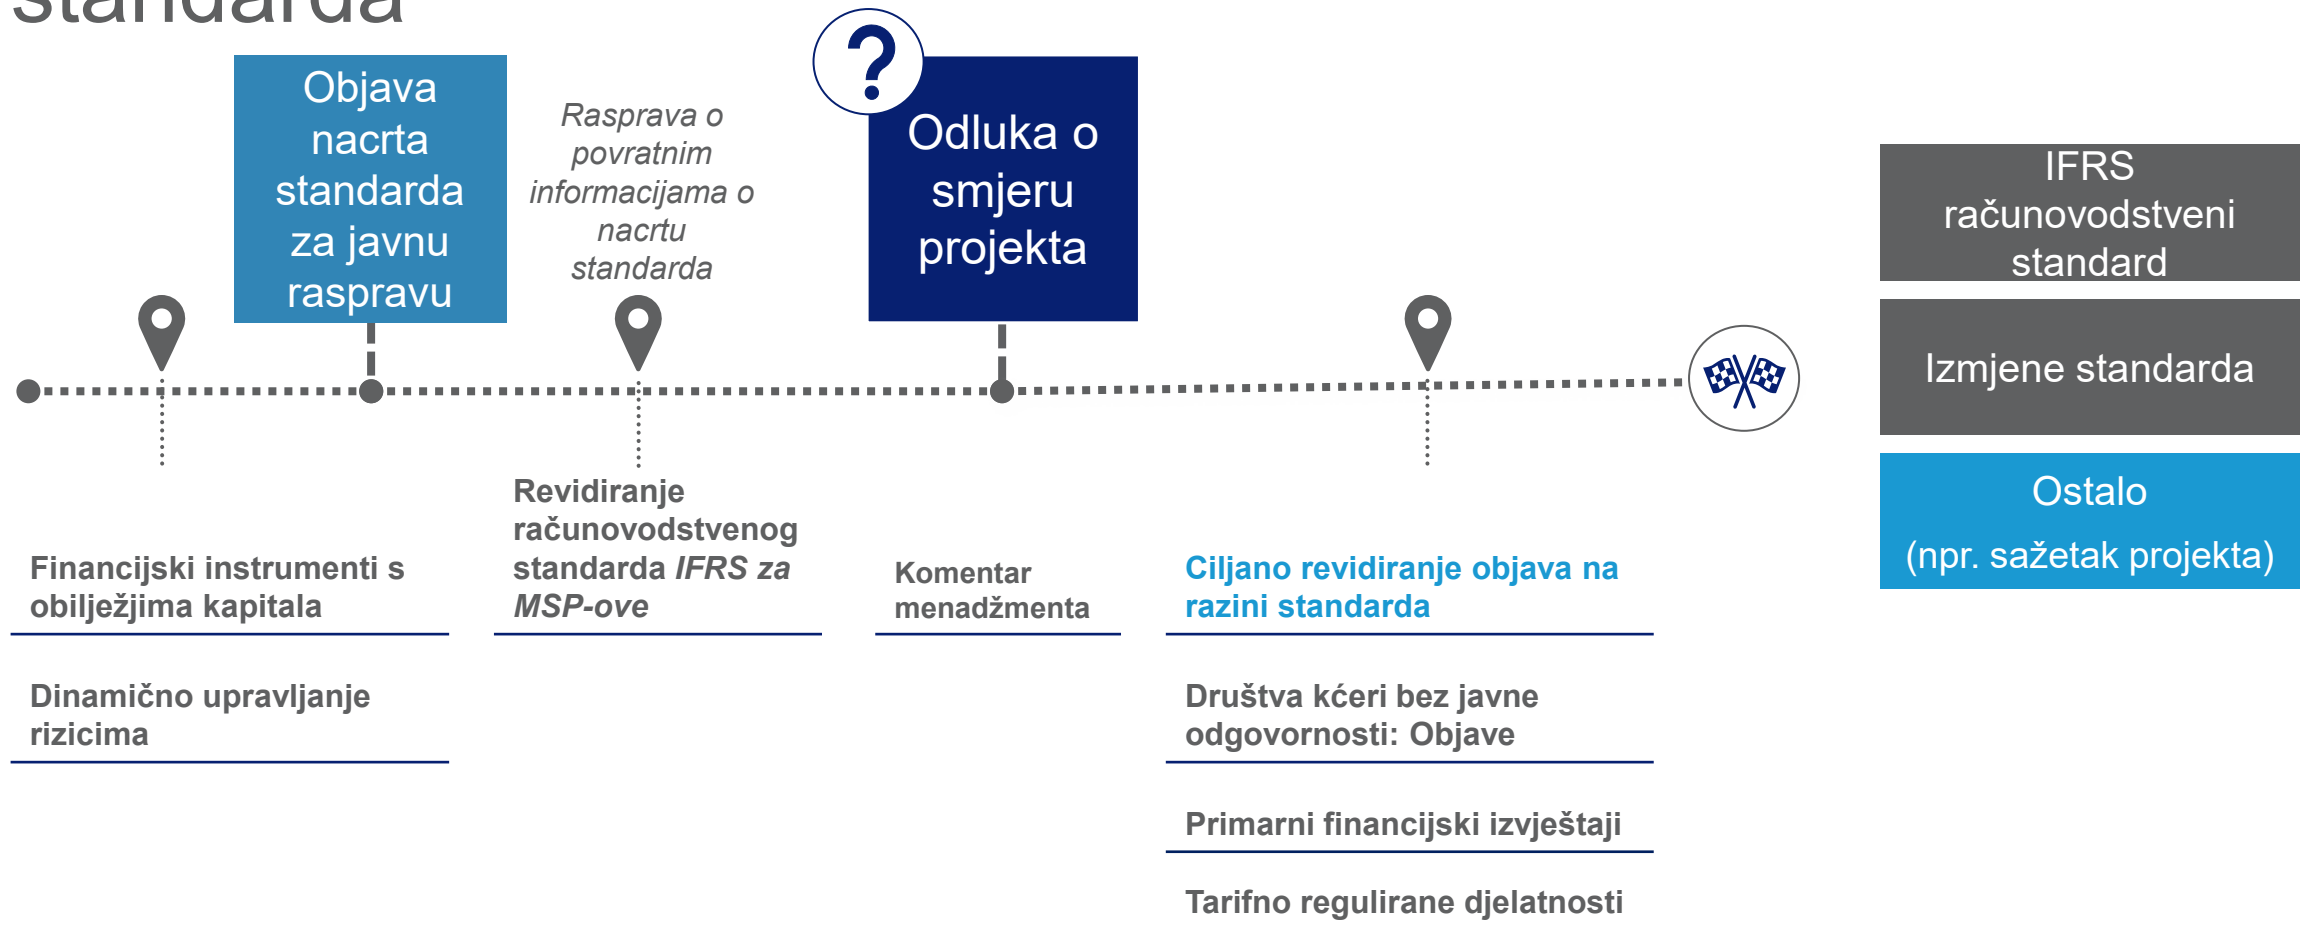 standarda
Objava
nacrta
standarda
za javnu
raspravu
Rasprava o
povratnim
informacijama o
nacrtu
standarda
?
Odluka o
smjeru
projekta
IFRS
računovodstveni
standard
Izmjene standarda
Ostalo
(npr. sažetak projekta)
Financijski instrumenti s
obilježjima kapitala
Dinamično upravljanje
rizicima
Revidiranje
računovodstvenog
standarda IFRS za
MSP-ove
Komentar
menadžmenta
Ciljano revidiranje objava na
razini standarda
Društva kćeri bez javne
odgovornosti: Objave
Primarni financijski izvještaji
Tarifno regulirane djelatnosti